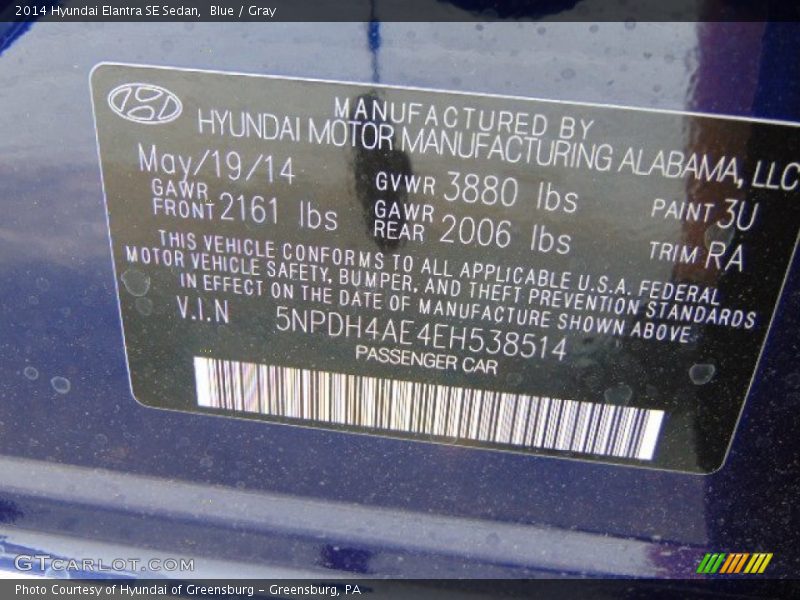 2014 Hyundai Elantra SE Sedan, Blue / Gray
MANUFACTURED BY
HYUNDAI MOTOR MANUFACTURING ALABAMA, LLC
May/19/14
GVWR 3880 lbs
PAINT 3U
GAWR FRONT 2161 lbs
GAWR REAR 2006 lbs
TRIM RA
THIS VEHICLE CONFORMS TO ALL APPLICABLE U.S.A. FEDERAL
MOTOR VEHICLE SAFETY, BUMPER, AND THEFT PREVENTION STANDARDS
IN EFFECT ON THE DATE OF MANUFACTURE SHOWN ABOVE
V.I.N 5NPDH4AE4EH538514
PASSENGER CAR
GTCARLOT.COM
Photo Courtesy of Hyundai of Greensburg - Greensburg, PA